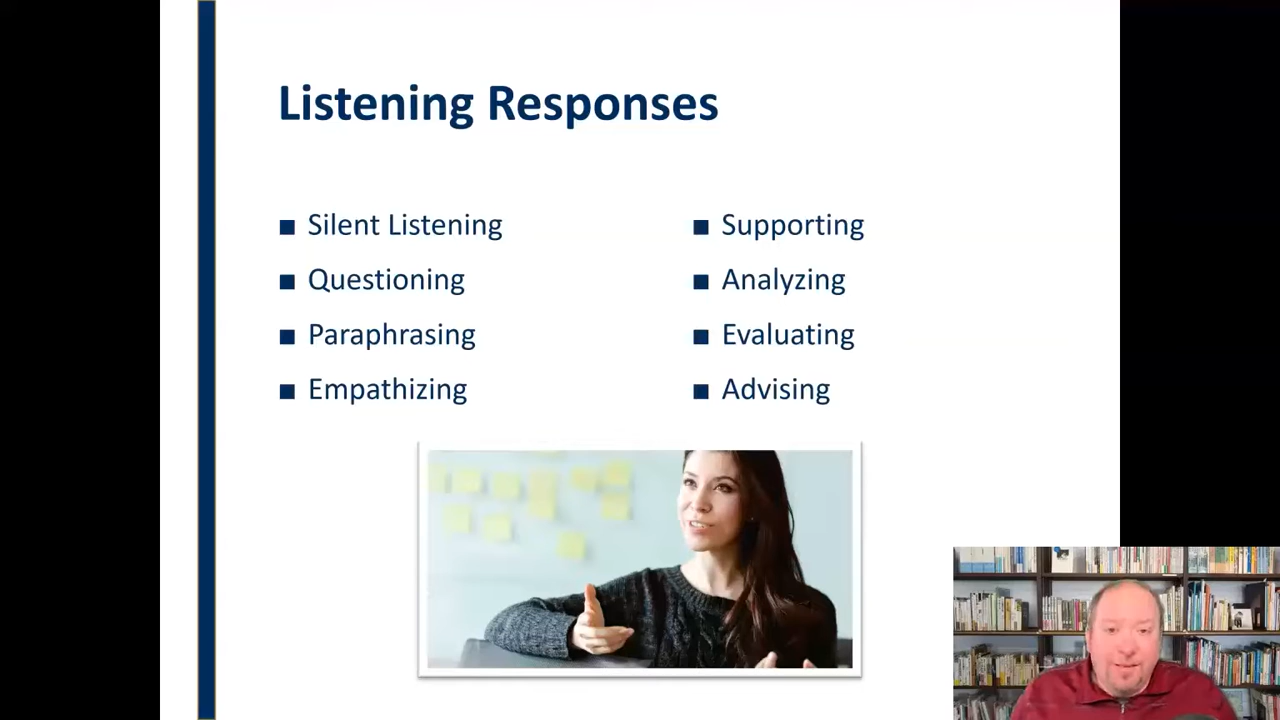 Listening Responses
■ Silent Listening
■ Questioning
■ Paraphrasing
■ Empathizing
■ Supporting
■ Analyzing
■ Evaluating
■ Advising